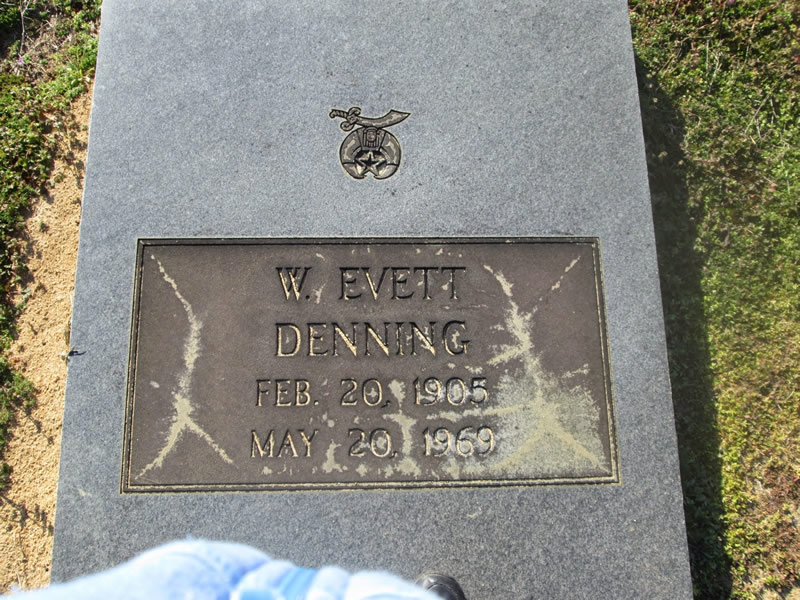 W. EVETT
DENNING
FEB. 20, 1905
MAY 20, 1969